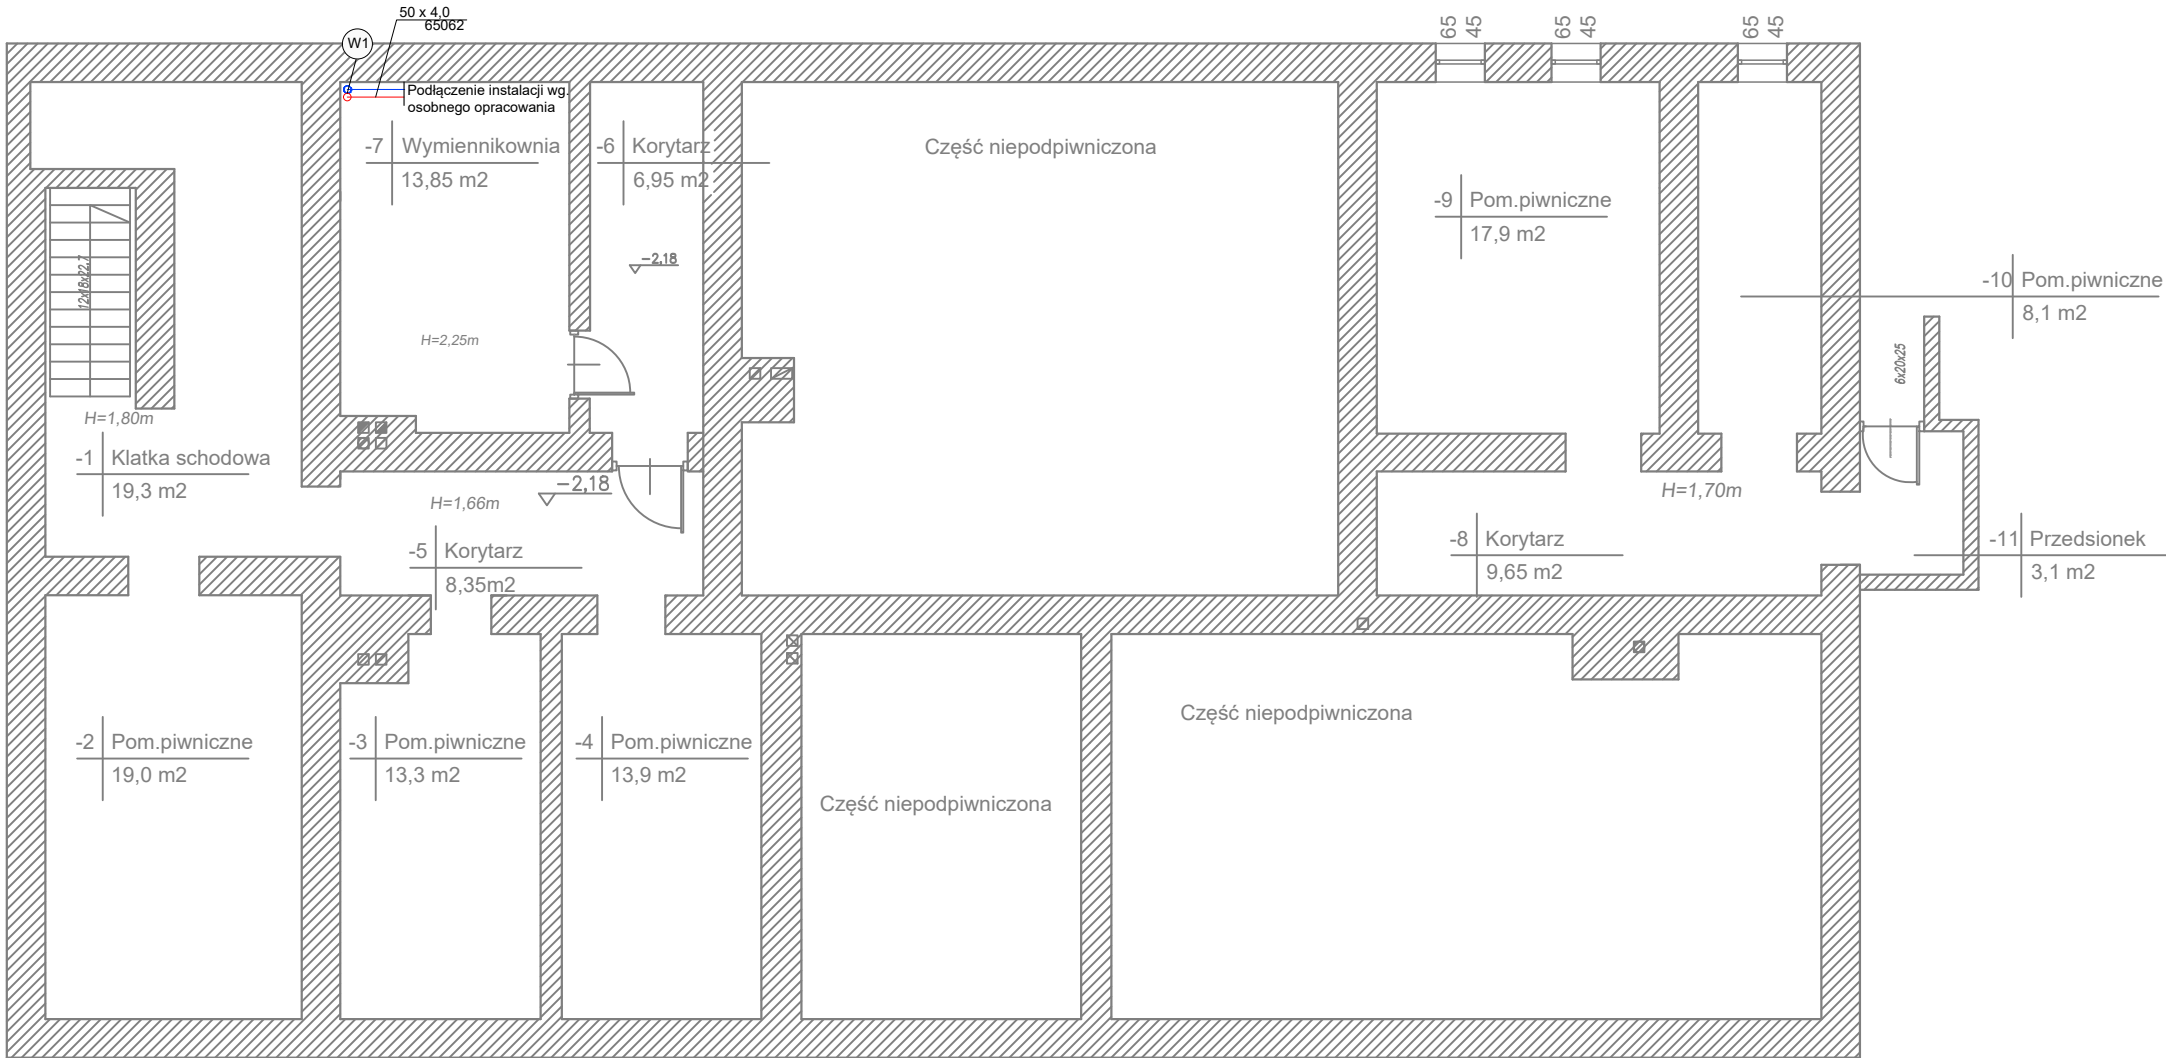 50 x 4,0
65062
W1
Podłączenie instalacji wg.
osobnego opracowania
65
45
65
45
65
45
-7 Wymiennikownia
13,85 m2
-6 Korytarz
6,95 m2
Część niepodpiwniczona
-9 Pom.piwniczne
17,9 m2
-10 Pom.piwniczne
8,1 m2
12x18x22,7
-2,18
H=2,25m
6x20x25
H=1,80m
-1 Klatka schodowa
19,3 m2
H=1,66m
-2,18
H=1,70m
-5 Korytarz
8,35m2
-8 Korytarz
9,65 m2
-11 Przedsionek
3,1 m2
-2 Pom.piwniczne
19,0 m2
-3 Pom.piwniczne
13,3 m2
-4 Pom.piwniczne
13,9 m2
Część niepodpiwniczona
Część niepodpiwniczona